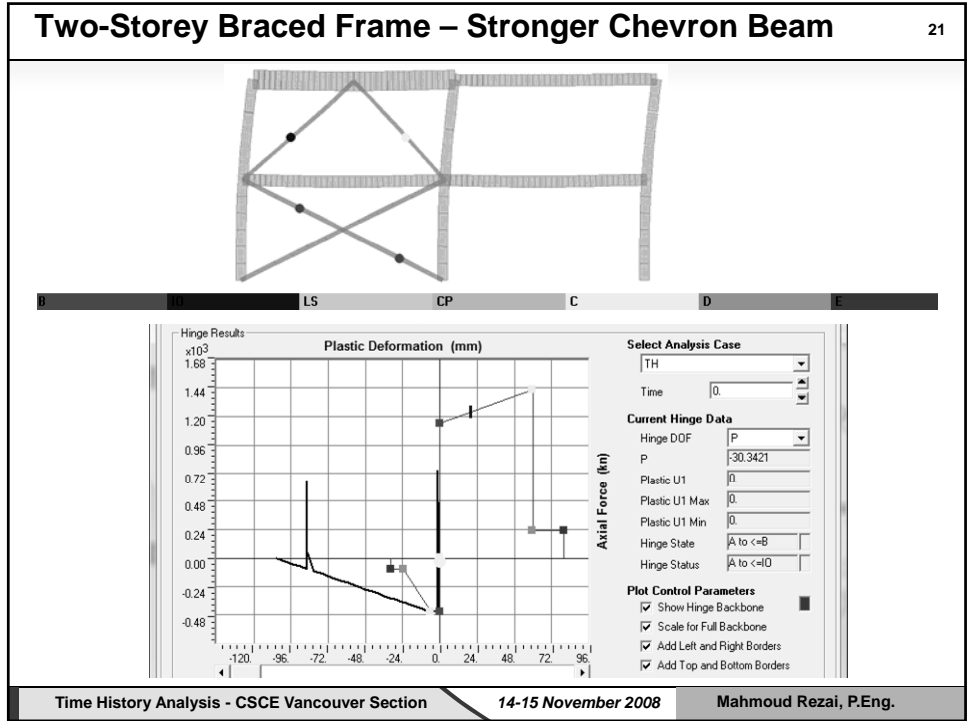 Two-Storey Braced Frame – Stronger Chevron Beam
21
B IO LS CP C D E
Hinge Results
x10^3
Plastic Deformation (mm)
1.68
1.44
1.20
0.96
0.72
0.48
0.24
0.00
-0.24
-0.48
-120. -96. -72. -48. -24. 0. 24. 48. 72. 96.
Axial Force (kn)
Select Analysis Case
TH
Time 0.
Current Hinge Data
Hinge DOF P
P -30.3421
Plastic U1 0.
Plastic U1 Max 0.
Plastic U1 Min 0.
Hinge State A to <=B
Hinge Status A to <=IO
Plot Control Parameters
Show Hinge Backbone
Scale for Full Backbone
Add Left and Right Borders
Add Top and Bottom Borders
Time History Analysis - CSCE Vancouver Section
14-15 November 2008
Mahmoud Rezai, P.Eng.